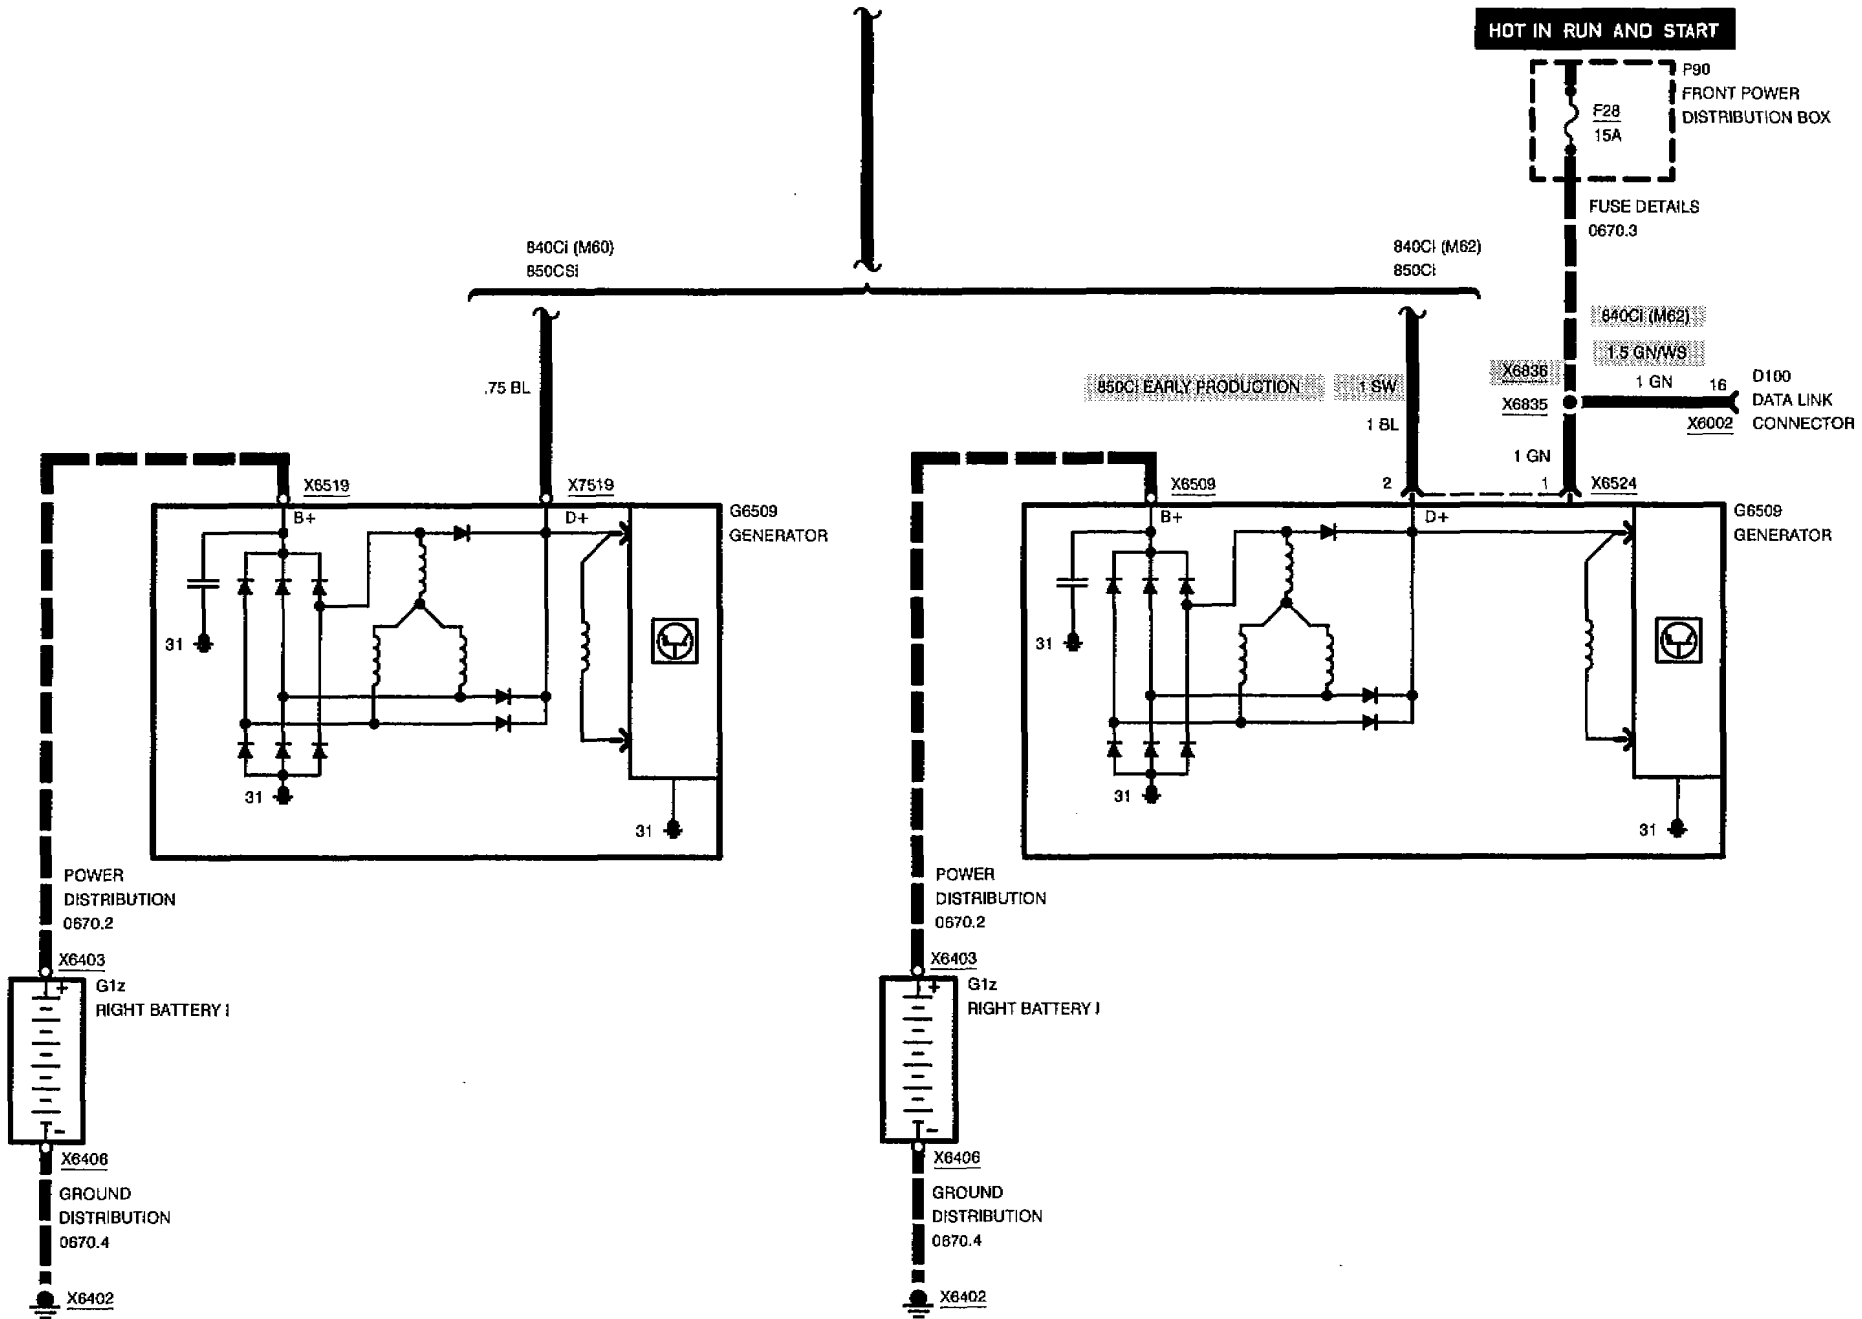 HOT IN RUN AND START
P90
FRONT POWER
DISTRIBUTION BOX
F28
15A
FUSE DETAILS
0670.3
840Ci (M60)
850CSi
840Ci (M62)
850Ci
840Ci (M62)
1.5 GN/WS
X6836
1 GN
16
D100
DATA LINK
CONNECTOR
X6835
X6002
.75 BL
850Ci EARLY PRODUCTION
1 SW
1 BL
1 GN
X6519
X7519
X6509
2
1
X6524
B+
D+
G6509
GENERATOR
B+
D+
G6509
GENERATOR
31
31
31
31
31
31
POWER
DISTRIBUTION
0670.2
POWER
DISTRIBUTION
0670.2
X6403
+
G1z
RIGHT BATTERY I
X6403
+
G1z
RIGHT BATTERY I
-
X6406
-
X6406
GROUND
DISTRIBUTION
0670.4
GROUND
DISTRIBUTION
0670.4
X6402
X6402